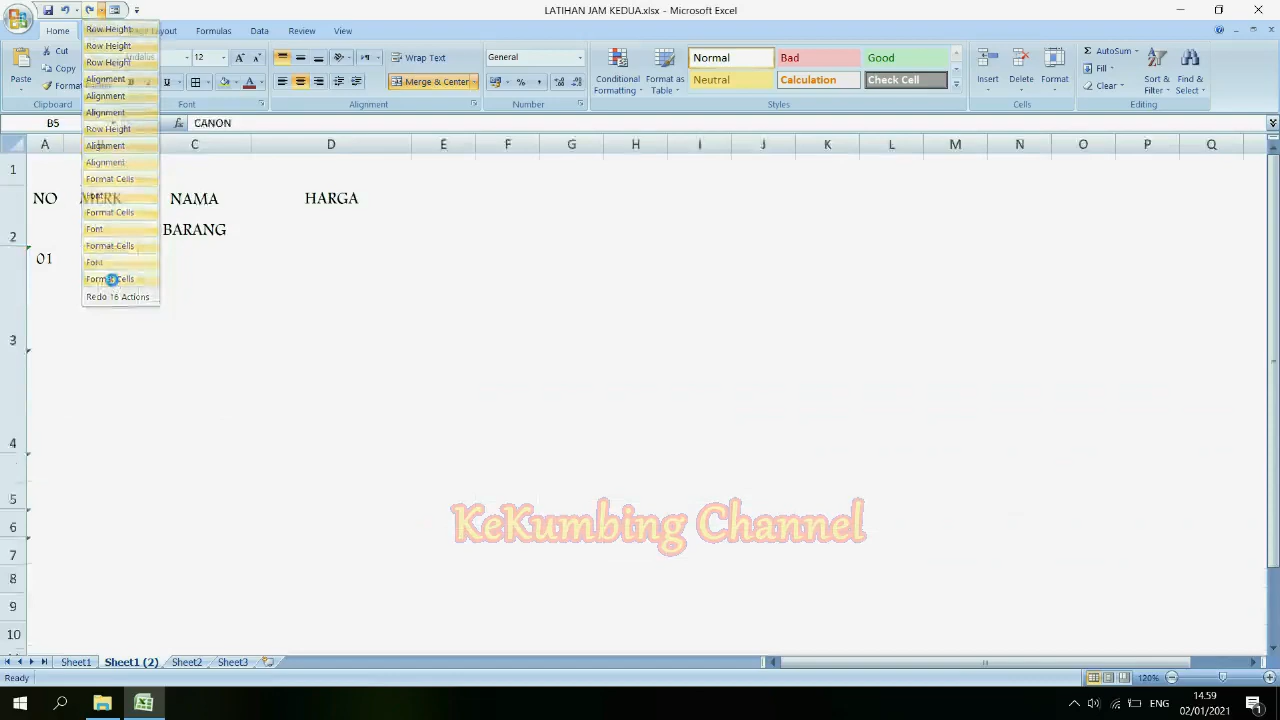 LATIHAN JAM KEDUA.xlsx - Microsoft Excel
Home
Page Layout
Formulas
Data
Review
View
Row Height
Row Height
Row Height
Alignment
Alignment
Alignment
Row Height
Alignment
Alignment
Format Cells
Font
Format Cells
Font
Format Cells
Font
Format Cells
Redo 16 Actions
Cut
Copy
Paste
Clipboard
12
Font
Wrap Text
Merge & Center
Alignment
General
Number
Conditional Formatting
Format as Table
Normal
Bad
Good
Neutral
Calculation
Check Cell
Styles
Insert
Delete
Format
Cells
AutoSum
Fill
Clear
Sort & Filter
Find & Select
Editing
B5
fx
CANON
A C D E F G H I J K L M N O P Q
1
NO MERK NAMA BARANG HARGA
2
01
3
4
5
6
7
8
9
10
KeKumbing Channel
Sheet1 Sheet1 (2) Sheet2 Sheet3
Ready
120%
ENG
14.59
02/01/2021